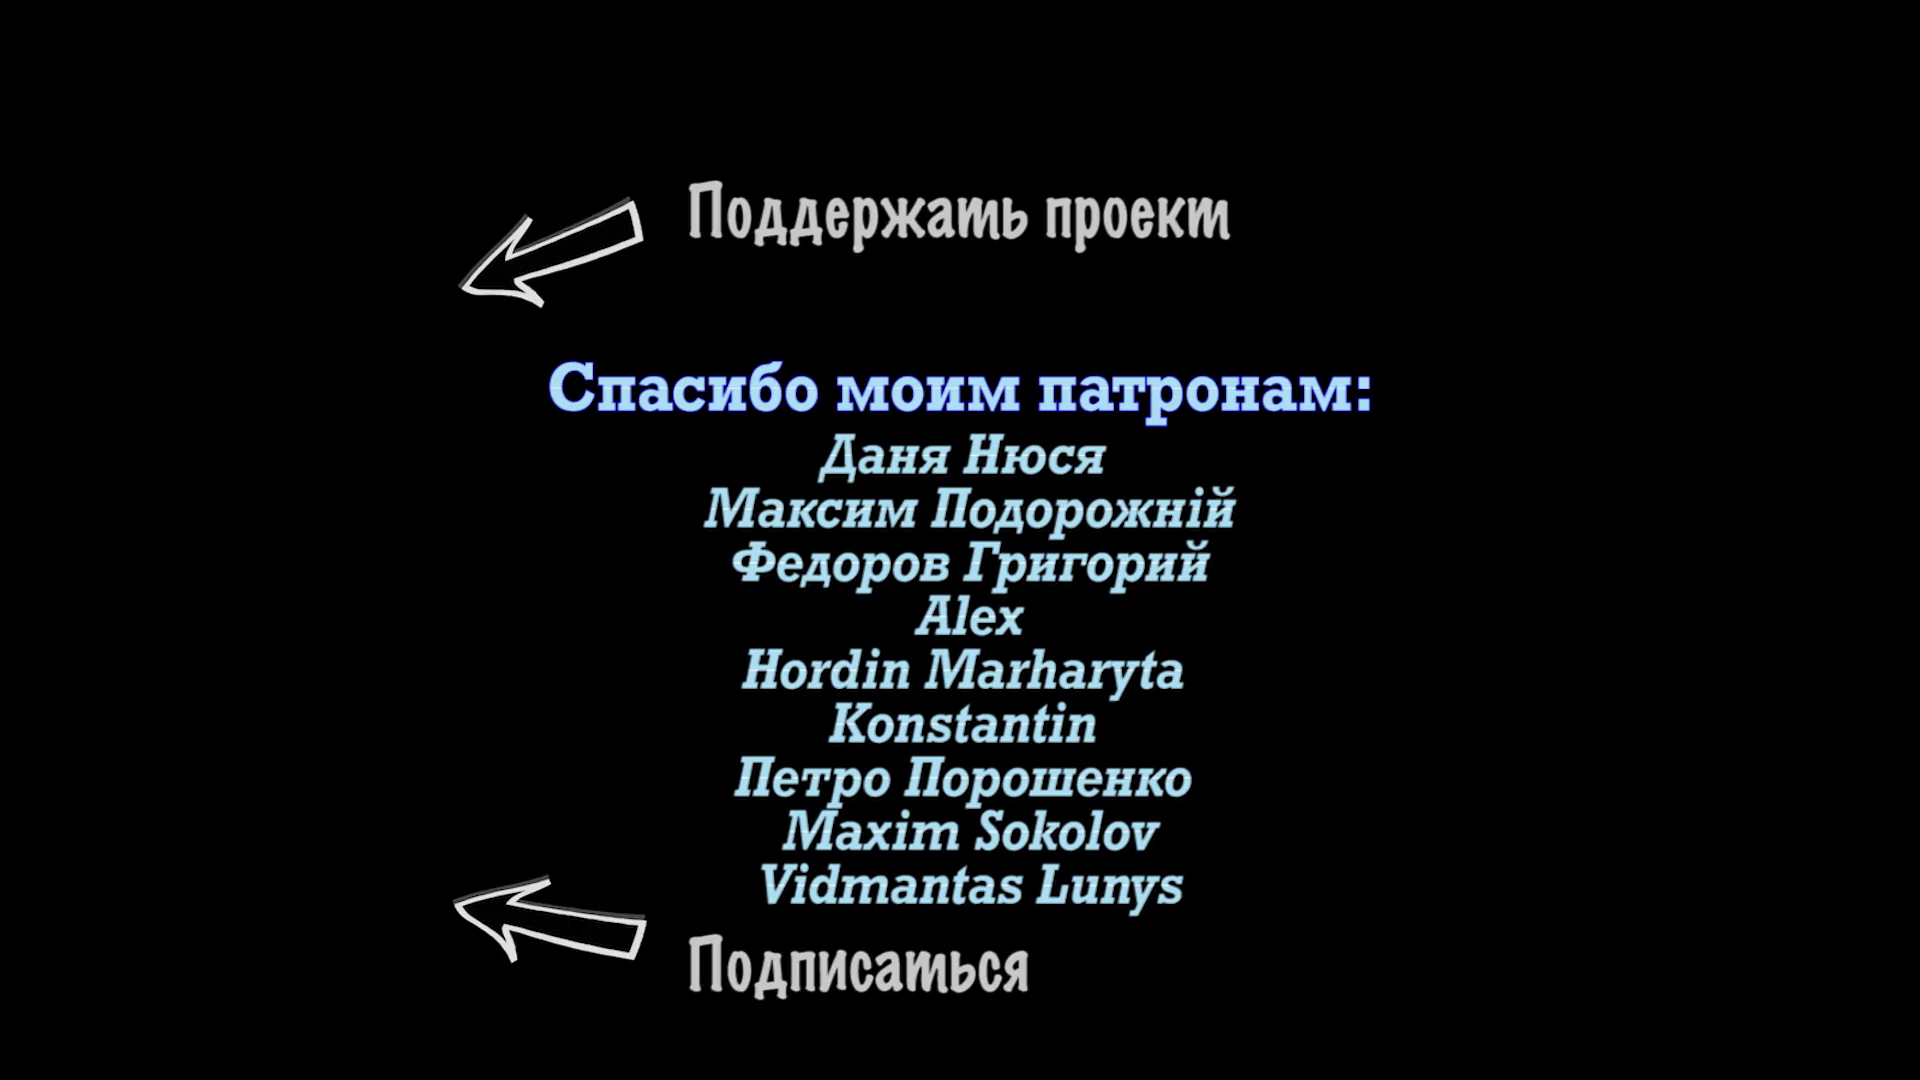 Поддержать проект
Спасибо моим патронам:
Даня Нюся
Максим Подорожній
Федоров Григорий
Alex
Hordin Marharyta
Konstantin
Петро Порошенко
Maxim Sokolov
Vidmantas Lunys
Подписаться